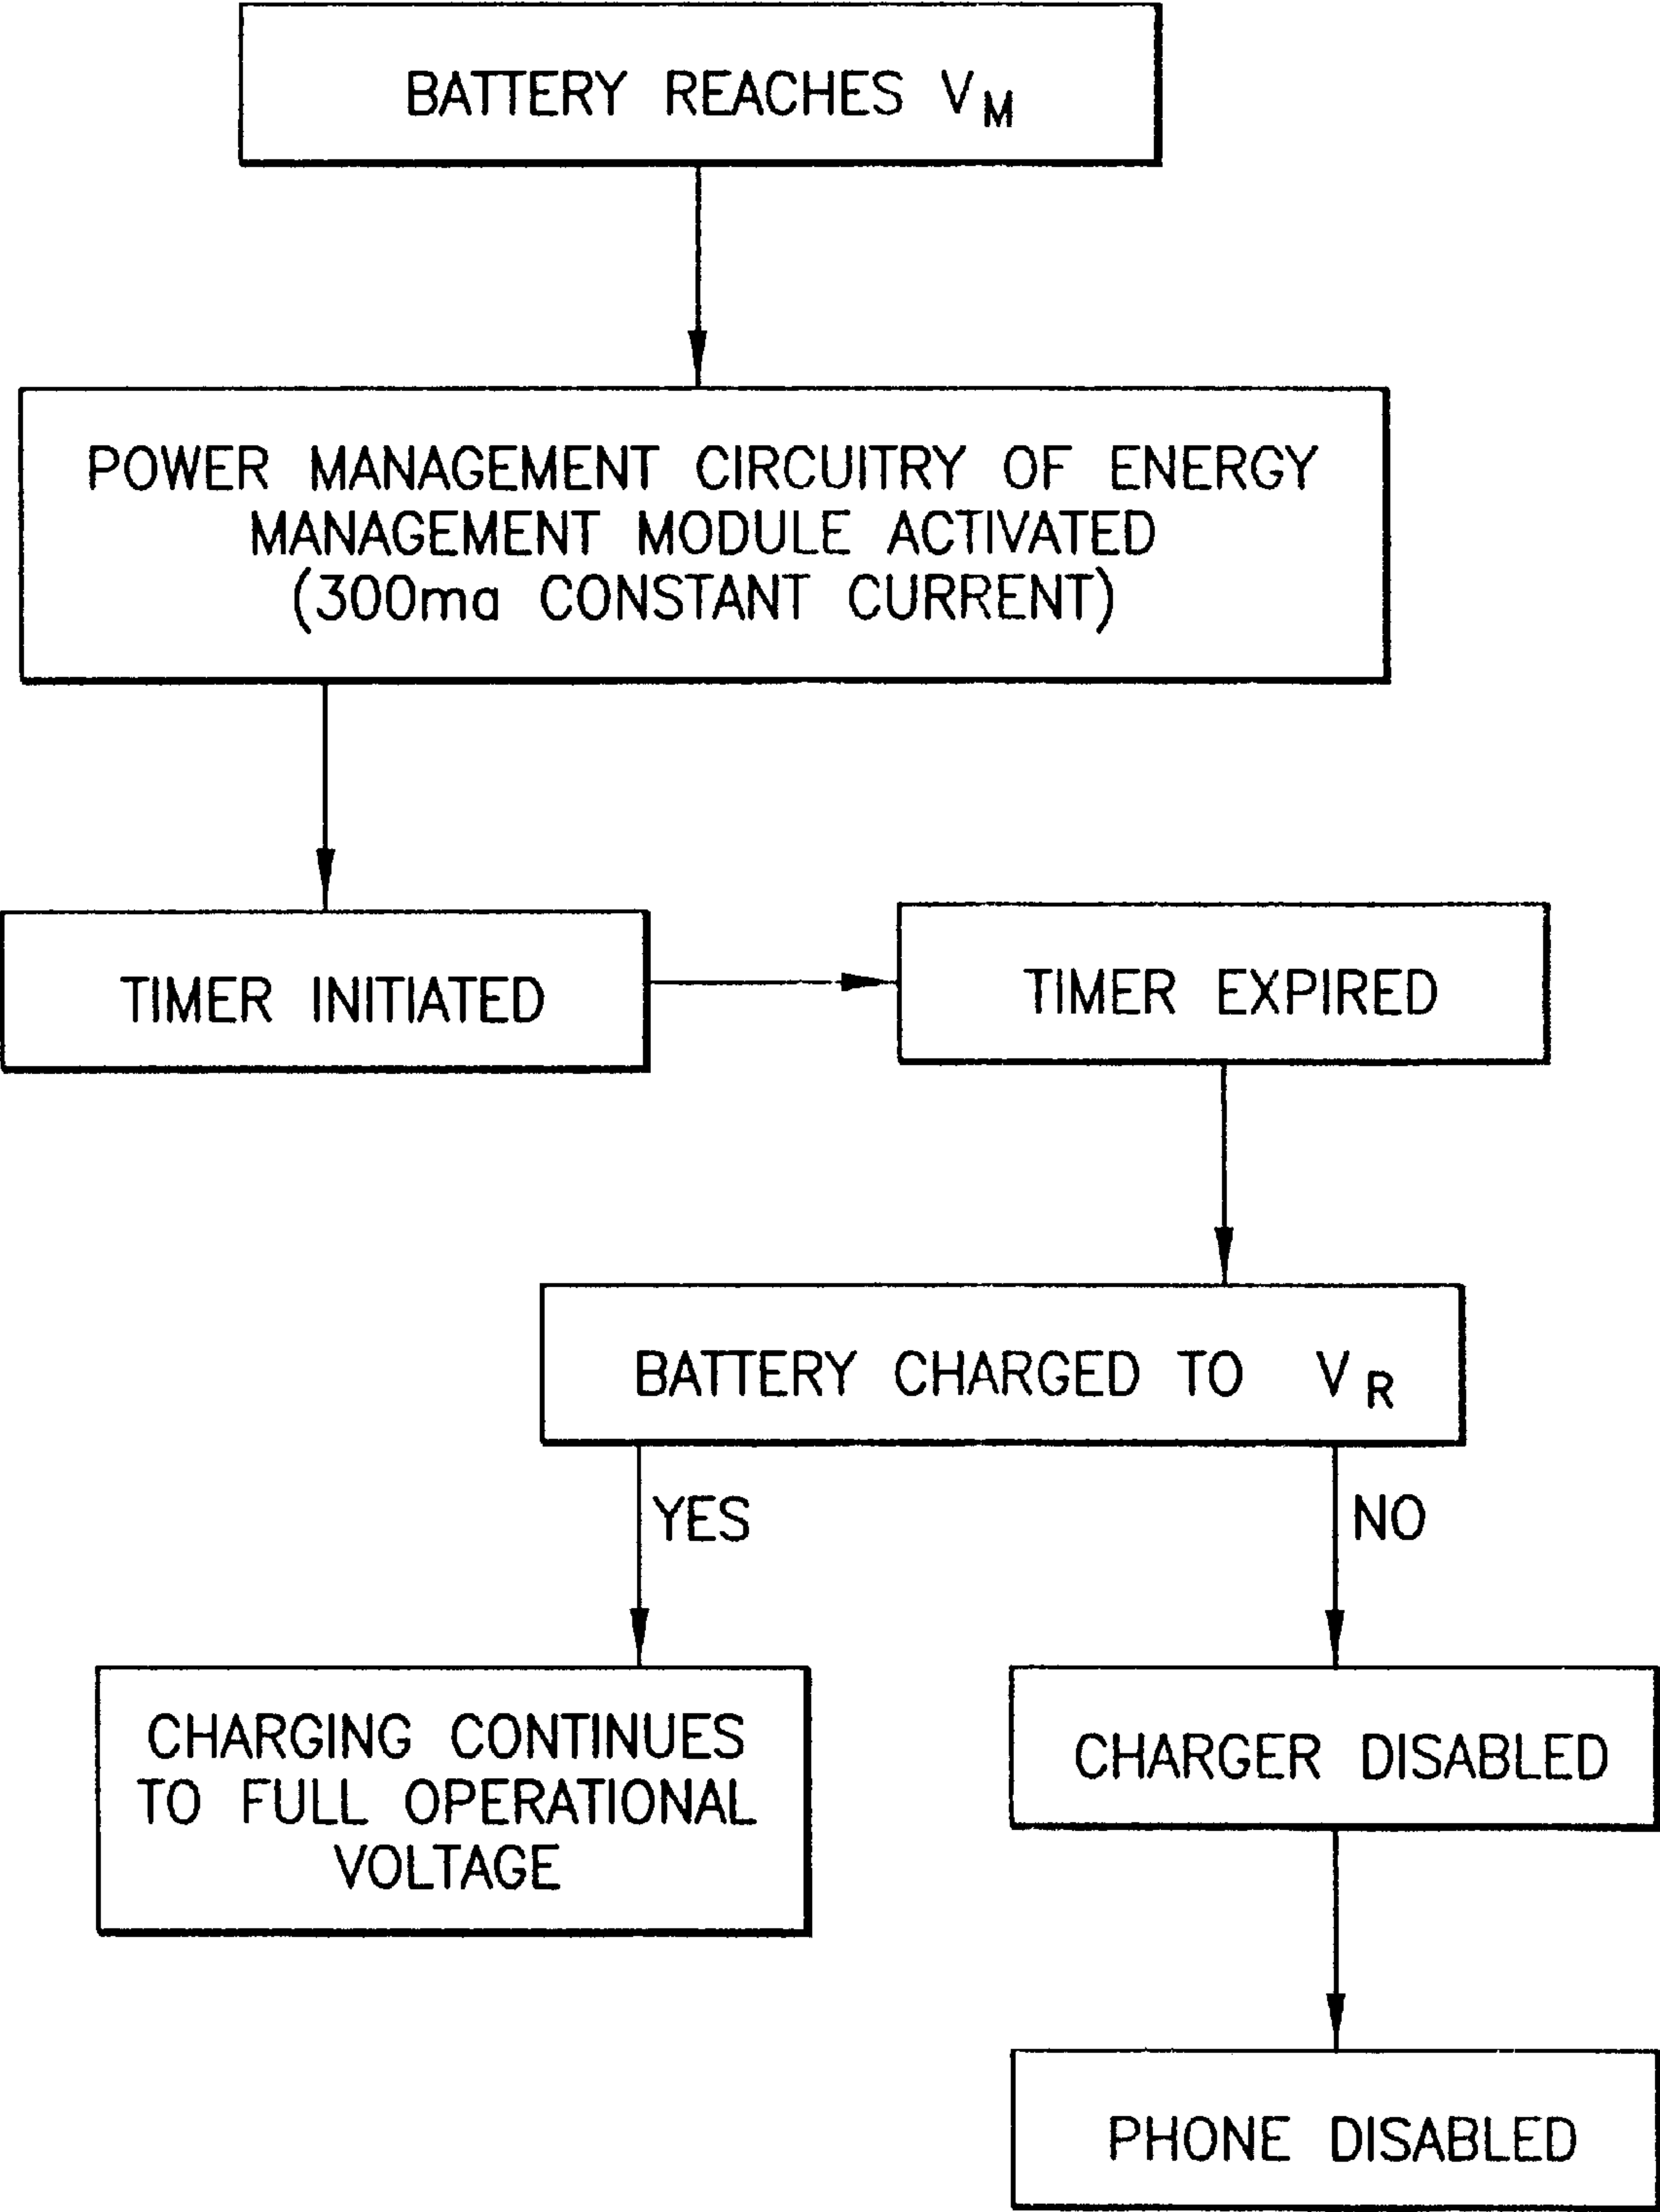 BATTERY REACHES VM
POWER MANAGEMENT CIRCUITRY OF ENERGY
MANAGEMENT MODULE ACTIVATED
(300ma CONSTANT CURRENT)
TIMER INITIATED
TIMER EXPIRED
BATTERY CHARGED TO VR
YES
NO
CHARGING CONTINUES
TO FULL OPERATIONAL
VOLTAGE
CHARGER DISABLED
PHONE DISABLED